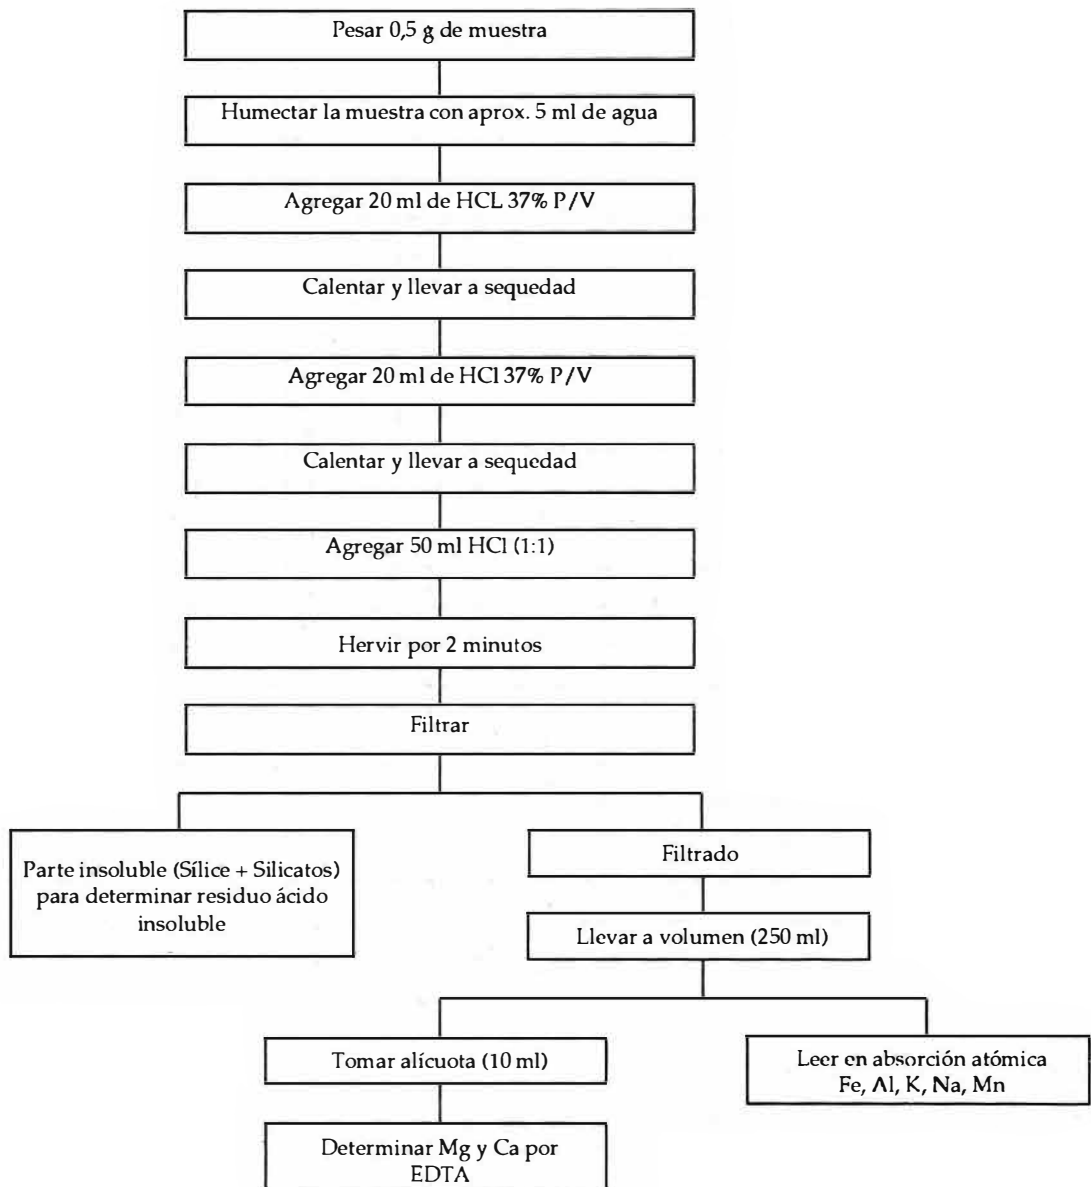 Pesar 0,5 g de muestra
Humectar la muestra con aprox. 5 ml de agua
Agregar 20 ml de HCL 37% P/V
Calentar y llevar a sequedad
Agregar 20 ml de HCl 37% P/V
Calentar y llevar a sequedad
Agregar 50 ml HCl (1:1)
Hervir por 2 minutos
Filtrar
Parte insoluble (Sílice + Silicatos)
para determinar residuo ácido
insoluble
Filtrado
Llevar a volumen (250 ml)
Tomar alícuota (10 ml)
Leer en absorción atómica
Fe, Al, K, Na, Mn
Determinar Mg y Ca por
EDTA